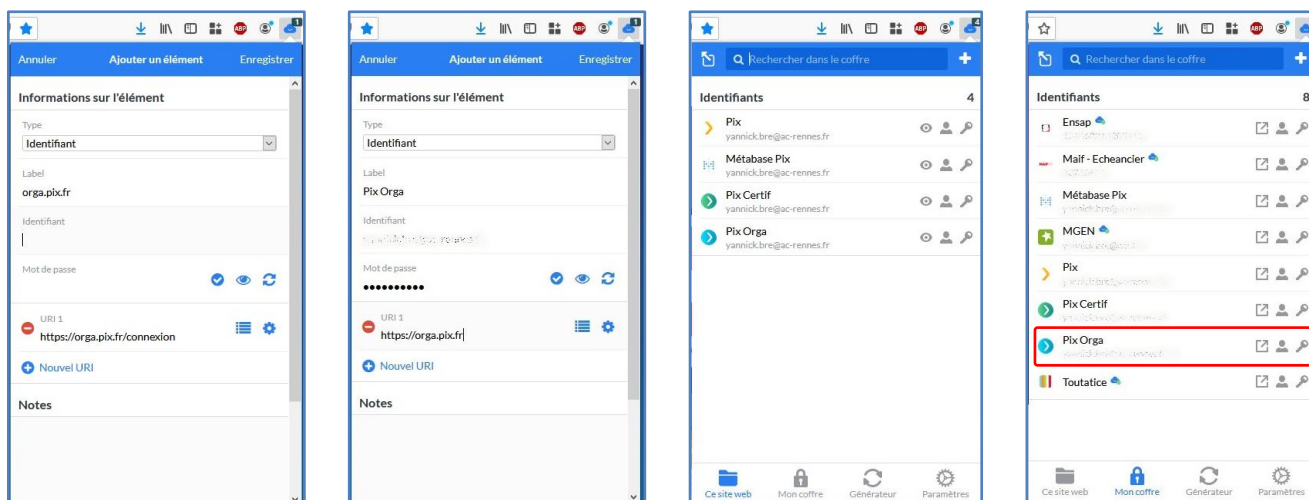 1
Annuler Ajouter un élément Enregistrer
Informations sur l'élément
Type
Identifiant
Label
orga.pix.fr
Identifiant
Mot de passe
URI 1
https://orga.pix.fr/connexion
Nouvel URI
Notes
1
Annuler Ajouter un élément Enregistrer
Informations sur l'élément
Type
Identifiant
Label
Pix Orga
Identifiant
Mot de passe
••••••••••
URI 1
https://orga.pix.fr
Nouvel URI
Notes
ABP
4
Rechercher dans le coffre
Identifiants 4
Pix
yannick.bre@ac-rennes.fr
Métabase Pix
yannick.bre@ac-rennes.fr
Pix Certif
yannick.bre@ac-rennes.fr
Pix Orga
yannick.bre@ac-rennes.fr
Ce site web Mon coffre Générateur Paramètres
ABP
Rechercher dans le coffre
Identifiants 8
Ensap
Maif - Echeancier
Métabase Pix
MGEN
Pix
Pix Certif
Pix Orga
Toutatice
Ce site web Mon coffre Générateur Paramètres